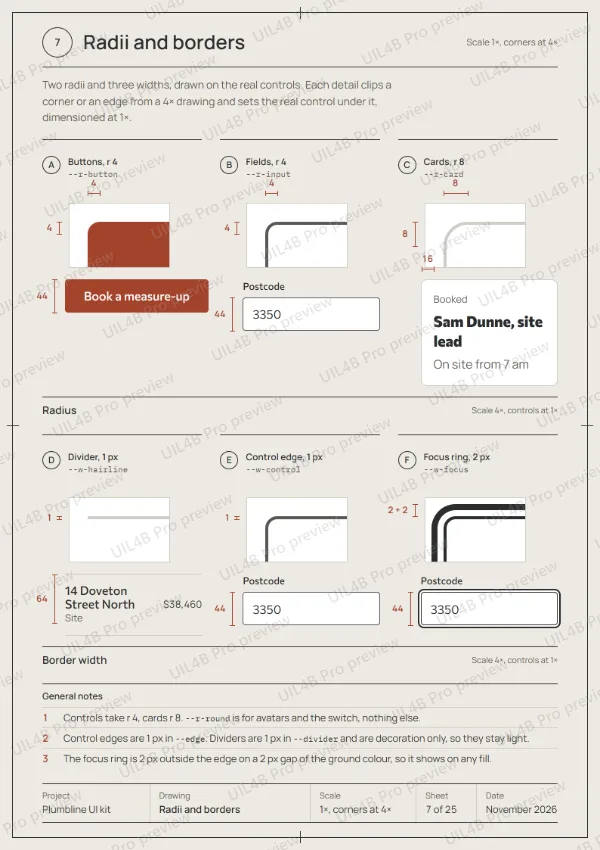 7 Radii and borders
Scale 1×, corners at 4×
Two radii and three widths, drawn on the real controls. Each detail clips a
corner or an edge from a 4× drawing and sets the real control under it,
dimensioned at 1×.
A Buttons, r 4
--r-button
4
4
44
Book a measure-up
B Fields, r 4
--r-input
4
4
Postcode
44
3350
C Cards, r 8
--r-card
8
8
16
Booked
Sam Dunne, site
lead
On site from 7 am
Radius
Scale 4×, controls at 1×
D Divider, 1 px
--w-hairline
1
64
14 Doveton
Street North
$38,460
Site
E Control edge, 1 px
--w-control
1
Postcode
44
3350
F Focus ring, 2 px
--w-focus
2 + 2
Postcode
44
3350
Border width
Scale 4×, controls at 1×
General notes
1 Controls take r 4, cards r 8. --r-round is for avatars and the switch, nothing else.
2 Control edges are 1 px in --edge. Dividers are 1 px in --divider and are decoration only, so they stay light.
3 The focus ring is 2 px outside the edge on a 2 px gap of the ground colour, so it shows on any fill.
Project
Plumbline UI kit
Drawing
Radii and borders
Scale
1×, corners at 4×
Sheet
7 of 25
Date
November 2026
UIL4B Pro preview